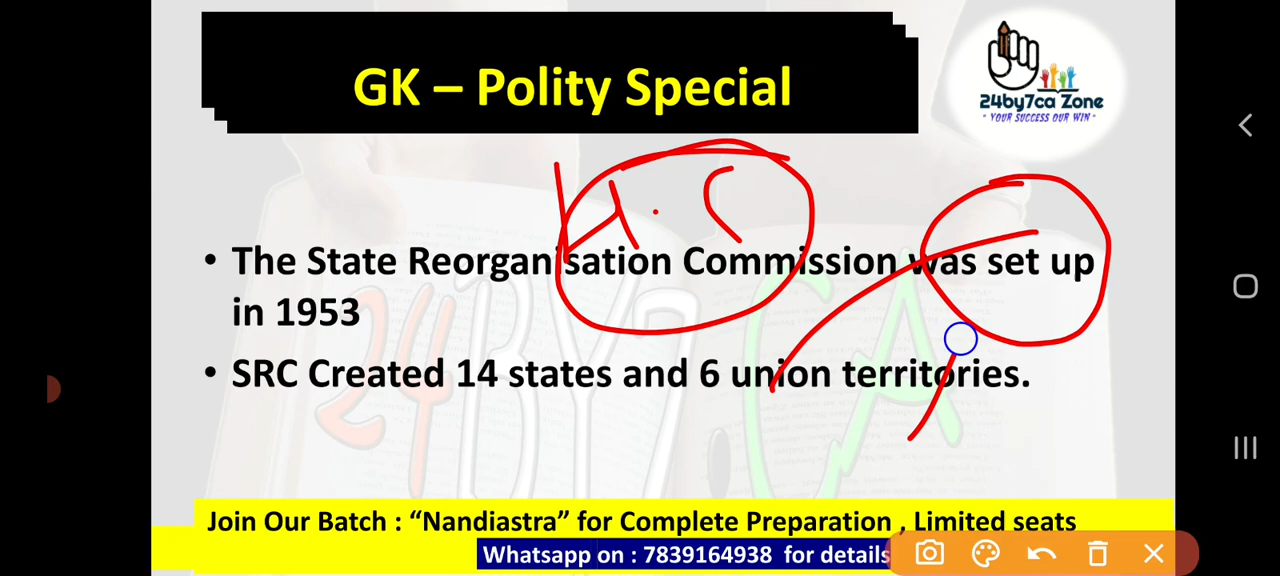 GK – Polity Special
24by7ca Zone
" YOUR SUCCESS OUR WIN "
• The State Reorganisation Commission was set up
in 1953
• SRC Created 14 states and 6 union territories.
24BY7CA
Join Our Batch : “Nandiastra” for Complete Preparation , Limited seats
Whatsapp on : 7839164938 for details